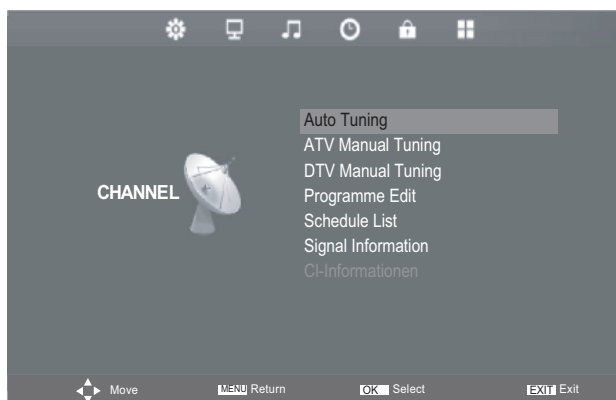 Auto Tuning
ATV Manual Tuning
DTV Manual Tuning
CHANNEL
Programme Edit
Schedule List
Signal Information
CI-Informationen
Move MENU Return OK Select EXIT Exit